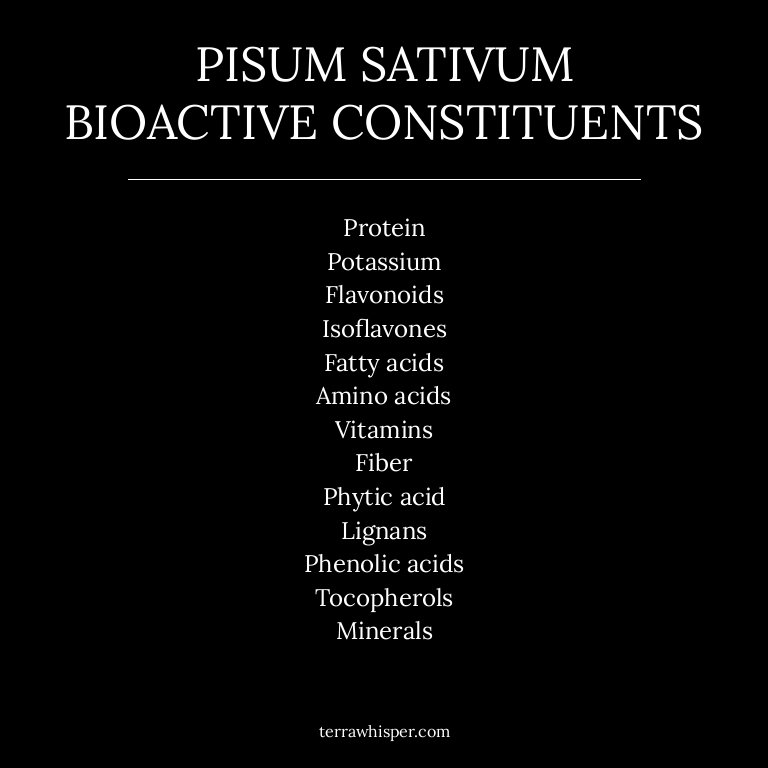 PISUM SATIVUM
BIOACTIVE CONSTITUENTS
Protein
Potassium
Flavonoids
Isoflavones
Fatty acids
Amino acids
Vitamins
Fiber
Phytic acid
Lignans
Phenolic acids
Tocopherols
Minerals
terrawhisper.com